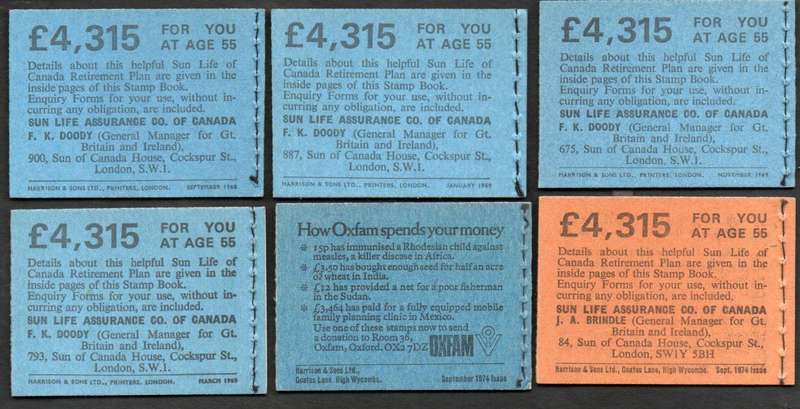 £4,315 FOR YOU
AT AGE 55
Details about this helpful Sun Life of
Canada Retirement Plan are given in the
inside pages of this Stamp Book.
Enquiry Forms for your use, without in-
curring any obligation, are included.
SUN LIFE ASSURANCE CO. OF CANADA
F. K. DOODY (General Manager for Gt.
Britain and Ireland),
900, Sun of Canada House, Cockspur St.,
London, S.W.1.
HARRISON & SONS LTD., PRINTERS, LONDON. SEPTEMBER 1968
£4,315 FOR YOU
AT AGE 55
Details about this helpful Sun Life of
Canada Retirement Plan are given in the
inside pages of this Stamp Book.
Enquiry Forms for your use, without in-
curring any obligation, are included.
SUN LIFE ASSURANCE CO. OF CANADA
F. K. DOODY (General Manager for Gt.
Britain and Ireland),
887, Sun of Canada House, Cockspur St.,
London, S.W.1.
HARRISON & SONS LTD., PRINTERS, LONDON. JANUARY 1969
£4,315 FOR YOU
AT AGE 55
Details about this helpful Sun Life of
Canada Retirement Plan are given in the
inside pages of this Stamp Book.
Enquiry Forms for your use, without in-
curring any obligation, are included.
SUN LIFE ASSURANCE CO. OF CANADA
F. K. DOODY (General Manager for Gt.
Britain and Ireland),
675, Sun of Canada House, Cockspur St.,
London, S.W.1.
HARRISON & SONS LTD., PRINTERS, LONDON. NOVEMBER 1969
£4,315 FOR YOU
AT AGE 55
Details about this helpful Sun Life of
Canada Retirement Plan are given in the
inside pages of this Stamp Book.
Enquiry Forms for your use, without in-
curring any obligation, are included.
SUN LIFE ASSURANCE CO. OF CANADA
F. K. DOODY (General Manager for Gt.
Britain and Ireland),
793, Sun of Canada House, Cockspur St.,
London, S.W.1.
HARRISON & SONS LTD., PRINTERS, LONDON. MARCH 1969
How Oxfam spends your money
* 15p has immunised a Rhodesian child against
measles, a killer disease in Africa.
* £3.50 has bought enough seed for half an acre
of wheat in India.
* £12 has provided a net for a poor fisherman
in the Sudan.
* £3,464 has paid for a fully equipped mobile
family planning clinic in Mexico.
Use one of these stamps now to send
a donation to Room 36,
Oxfam, Oxford. OX2 7DZ OXFAM
Harrison & Sons Ltd.,
Coates Lane, High Wycombe. September 1974 Issue
£4,315 FOR YOU
AT AGE 55
Details about this helpful Sun Life of
Canada Retirement Plan are given in the
inside pages of this Stamp Book.
Enquiry Forms for your use, without in-
curring any obligation, are included.
SUN LIFE ASSURANCE CO. OF CANADA
J. A. BRINDLE (General Manager for Gt.
Britain and Ireland),
84, Sun of Canada House, Cockspur St.,
London, SW1Y 5BH
Harrison & Sons Ltd.,
Coates Lane, High Wycombe. Sept. 1974 Issue